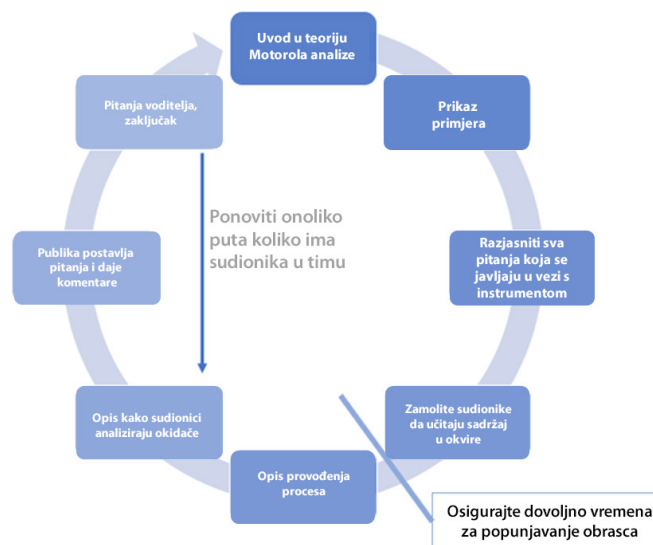 Uvod u teoriju
Motorola analize
Prikaz
primjera
Razjasniti sva
pitanja koja se
javljaju u vezi s
instrumentom
Zamolite sudionike
da učitaju sadržaj
u okvire
Osigurajte dovoljno vremena
za popunjavanje obrasca
Opis provođenja
procesa
Opis kako sudionici
analiziraju okidače
Publika postavlja
pitanja i daje
komentare
Pitanja voditelja,
zaključak
Ponoviti onoliko
puta koliko ima
sudionika u timu